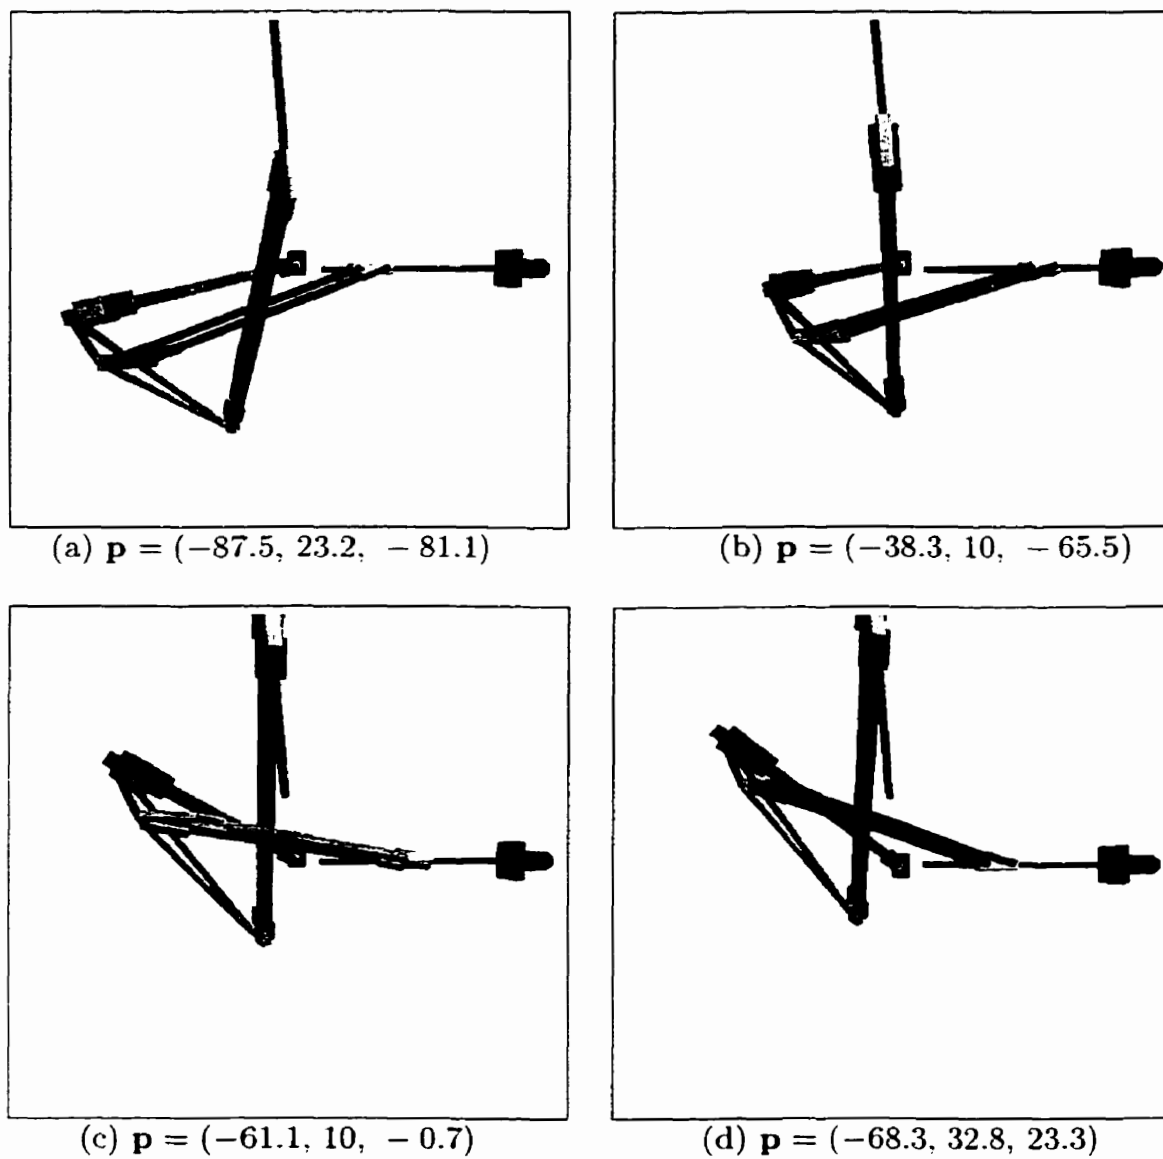 (a) p = (−87.5, 23.2, − 81.1)
(b) p = (−38.3, 10, − 65.5)
(c) p = (−61.1, 10, − 0.7)
(d) p = (−68.3, 32.8, 23.3)